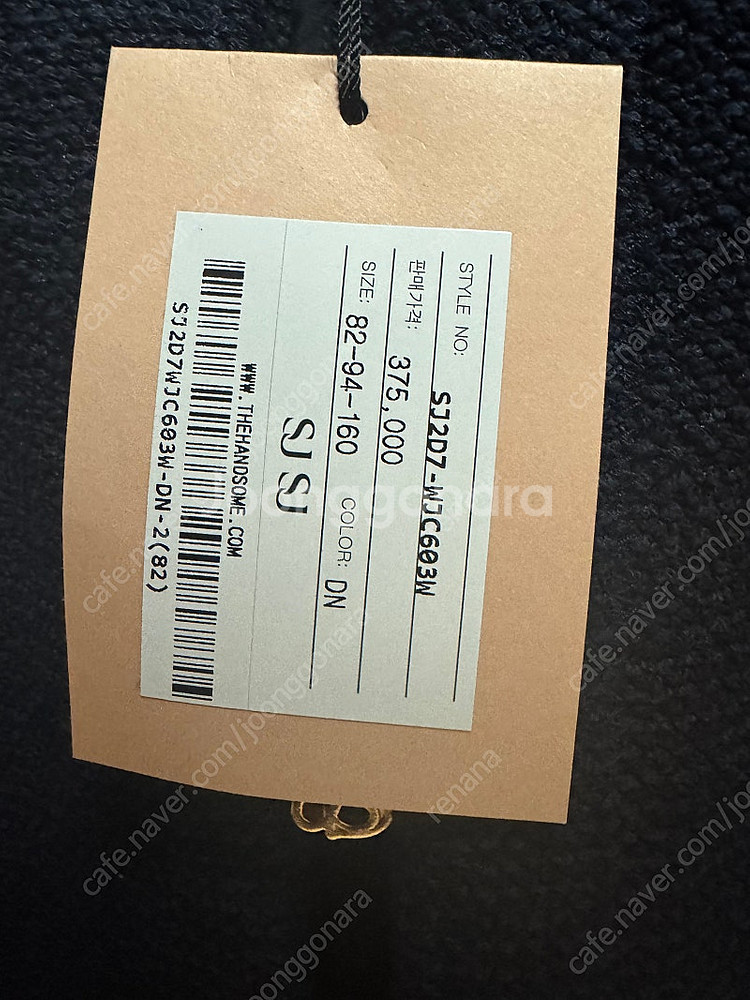 STYLE NO: SJ2D7-WJC603W
판매가격: 375,000
SIZE: 82-94-160 COLOR: DN
SJSJ
WWW.THEHANDSOME.COM
SJ2D7WJC603W-DN-2(82)
Joonggonara
cafe.naver.com/joonggonara
renana